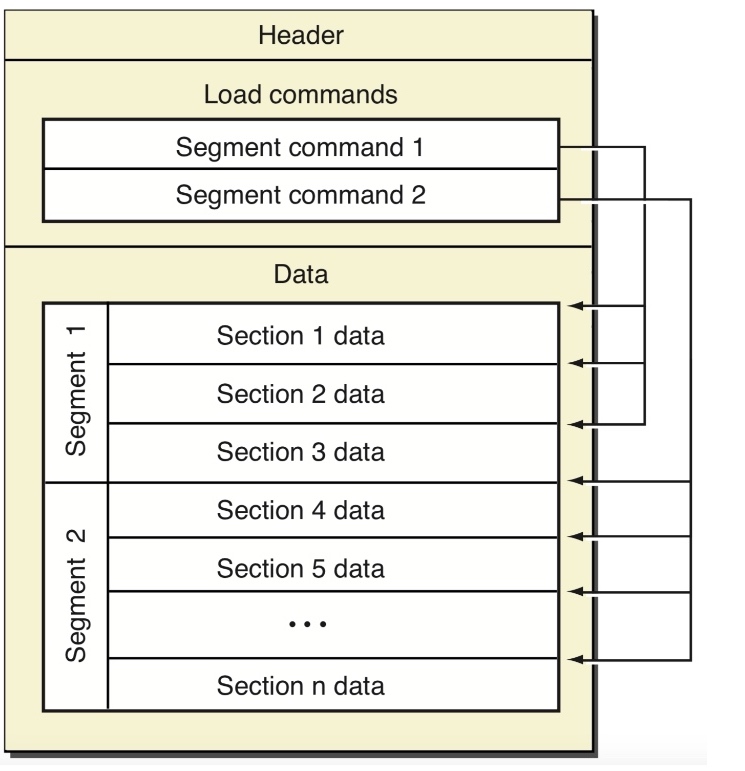 Header
Load commands
Segment command 1
Segment command 2
Data
Segment 1
Section 1 data
Section 2 data
Section 3 data
Segment 2
Section 4 data
Section 5 data
...
Section n data